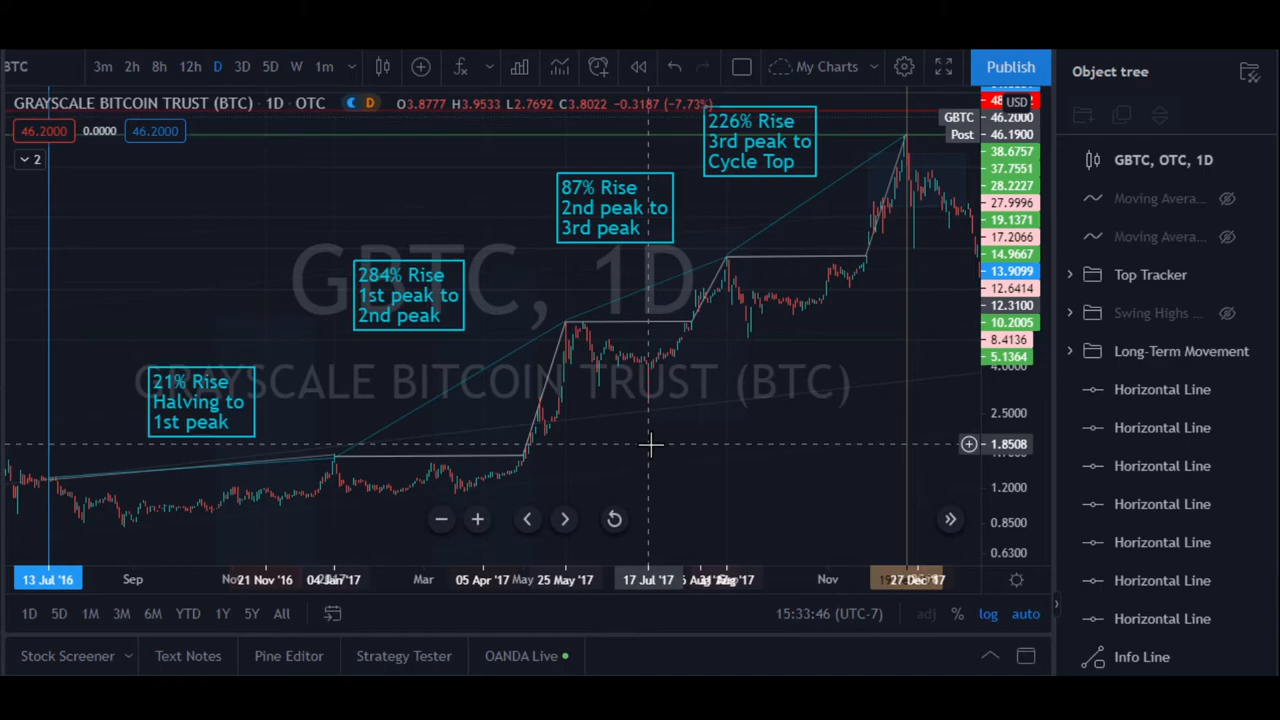 BTC 3m 2h 8h 12h D 3D 5D W 1m My Charts Publish
Object tree
GRAYSCALE BITCOIN TRUST (BTC) · 1D · OTC D O3.8777 H3.9533 L2.7692 C3.8022 -0.3187 (-7.73%)
46.2000 0.0000 46.2000
2
226% Rise
3rd peak to
Cycle Top
87% Rise
2nd peak to
3rd peak
284% Rise
1st peak to
2nd peak
21% Rise
Halving to
1st peak
GBTC, 1D
GRAYSCALE BITCOIN TRUST (BTC)
USD
GBTC 46.2000
Post 46.1900
38.6757
37.7551
28.2227
27.9996
19.1371
17.2066
14.9667
13.9099
12.6414
12.3100
10.2005
8.4136
5.1364
4.0000
2.5000
1.8508
1.2000
0.8500
0.6300
13 Jul '16 Sep 21 Nov '16 04 Jan '17 Mar 05 Apr '17 May 25 May '17 17 Jul '17 Nov 27 Dec '17
1D 5D 1M 3M 6M YTD 1Y 5Y All 15:33:46 (UTC-7) adj % log auto
Stock Screener Text Notes Pine Editor Strategy Tester OANDA Live
GBTC, OTC, 1D
Moving Avera...
Moving Avera...
Top Tracker
Swing Highs
Long-Term Movement
Horizontal Line
Horizontal Line
Horizontal Line
Horizontal Line
Horizontal Line
Horizontal Line
Horizontal Line
Info Line